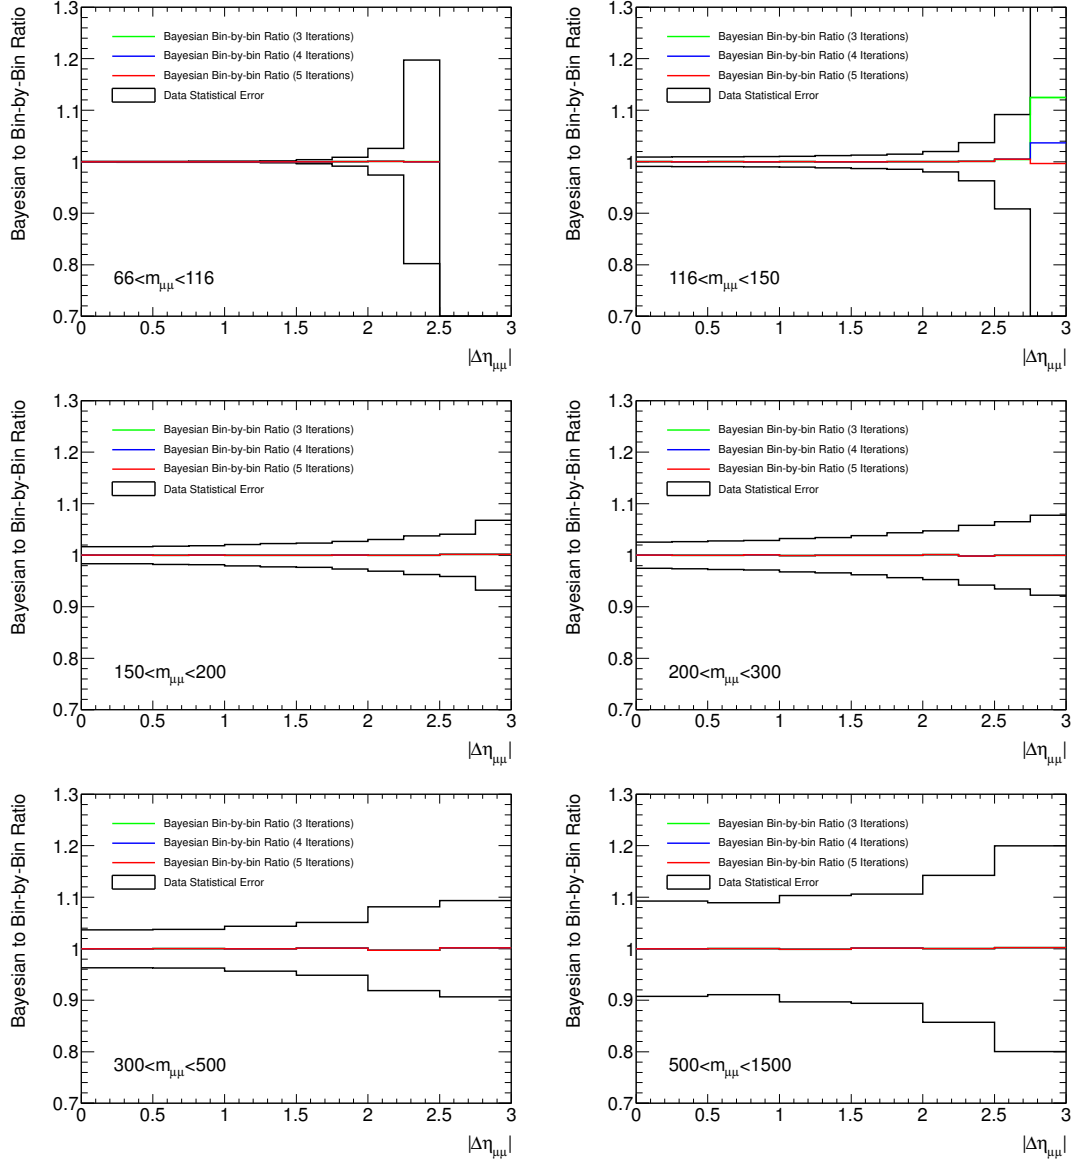 Bayesian to Bin-by-Bin Ratio
1.3
1.2
1.1
1
0.9
0.8
0.7
Bayesian Bin-by-bin Ratio (3 Iterations)
Bayesian Bin-by-bin Ratio (4 Iterations)
Bayesian Bin-by-bin Ratio (5 Iterations)
Data Statistical Error
66<mμμ<116
0 0.5 1 1.5 2 2.5 3
|Δημμ|
Bayesian to Bin-by-Bin Ratio
1.3
1.2
1.1
1
0.9
0.8
0.7
Bayesian Bin-by-bin Ratio (3 Iterations)
Bayesian Bin-by-bin Ratio (4 Iterations)
Bayesian Bin-by-bin Ratio (5 Iterations)
Data Statistical Error
116<mμμ<150
0 0.5 1 1.5 2 2.5 3
|Δημμ|
Bayesian to Bin-by-Bin Ratio
1.3
1.2
1.1
1
0.9
0.8
0.7
Bayesian Bin-by-bin Ratio (3 Iterations)
Bayesian Bin-by-bin Ratio (4 Iterations)
Bayesian Bin-by-bin Ratio (5 Iterations)
Data Statistical Error
150<mμμ<200
0 0.5 1 1.5 2 2.5 3
|Δημμ|
Bayesian to Bin-by-Bin Ratio
1.3
1.2
1.1
1
0.9
0.8
0.7
Bayesian Bin-by-bin Ratio (3 Iterations)
Bayesian Bin-by-bin Ratio (4 Iterations)
Bayesian Bin-by-bin Ratio (5 Iterations)
Data Statistical Error
200<mμμ<300
0 0.5 1 1.5 2 2.5 3
|Δημμ|
Bayesian to Bin-by-Bin Ratio
1.3
1.2
1.1
1
0.9
0.8
0.7
Bayesian Bin-by-bin Ratio (3 Iterations)
Bayesian Bin-by-bin Ratio (4 Iterations)
Bayesian Bin-by-bin Ratio (5 Iterations)
Data Statistical Error
300<mμμ<500
0 0.5 1 1.5 2 2.5 3
|Δημμ|
Bayesian to Bin-by-Bin Ratio
1.3
1.2
1.1
1
0.9
0.8
0.7
Bayesian Bin-by-bin Ratio (3 Iterations)
Bayesian Bin-by-bin Ratio (4 Iterations)
Bayesian Bin-by-bin Ratio (5 Iterations)
Data Statistical Error
500<mμμ<1500
0 0.5 1 1.5 2 2.5 3
|Δημμ|